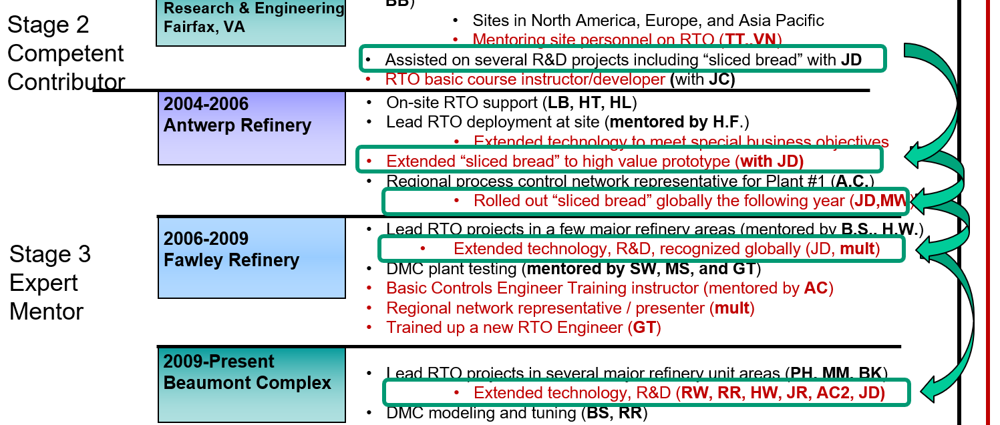 BB)
Research & Engineering
Fairfax, VA
Stage 2
Competent
Contributor
• Sites in North America, Europe, and Asia Pacific
• Mentoring site personnel on RTO (TT,,VN)
• Assisted on several R&D projects including “sliced bread” with JD
• RTO basic course instructor/developer (with JC)
2004-2006
Antwerp Refinery
• On-site RTO support (LB, HT, HL)
• Lead RTO deployment at site (mentored by H.F.)
• Extended technology to meet special business objectives
• Extended “sliced bread” to high value prototype (with JD)
• Regional process control network representative for Plant #1 (A.C.)
• Rolled out “sliced bread” globally the following year (JD,MW)
Stage 3
Expert
Mentor
2006-2009
Fawley Refinery
• Lead RTO projects in a few major refinery areas (mentored by B.S., H.W.)
• Extended technology, R&D, recognized globally (JD, mult)
• DMC plant testing (mentored by SW, MS, and GT)
• Basic Controls Engineer Training instructor (mentored by AC)
• Regional network representative / presenter (mult)
• Trained up a new RTO Engineer (GT)
2009-Present
Beaumont Complex
• Lead RTO projects in several major refinery unit areas (PH, MM, BK)
• Extended technology, R&D (RW, RR, HW, JR, AC2, JD)
• DMC modeling and tuning (BS, RR)